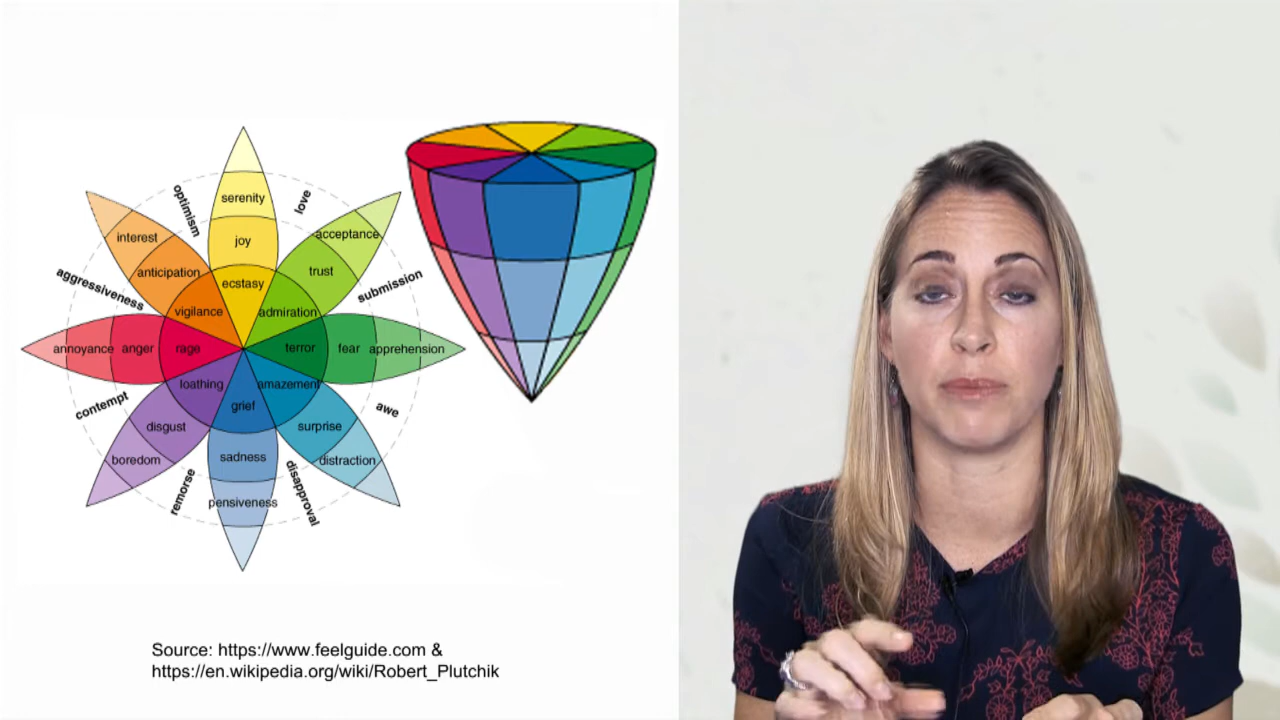 serenity
optimism
love
interest
joy
acceptance
anticipation
trust
aggressiveness
ecstasy
submission
vigilance
admiration
annoyance
anger
rage
terror
fear
apprehension
loathing
amazement
contempt
grief
awe
disgust
surprise
boredom
sadness
distraction
remorse
pensiveness
disapproval
Source: https://www.feelguide.com &
https://en.wikipedia.org/wiki/Robert_Plutchik